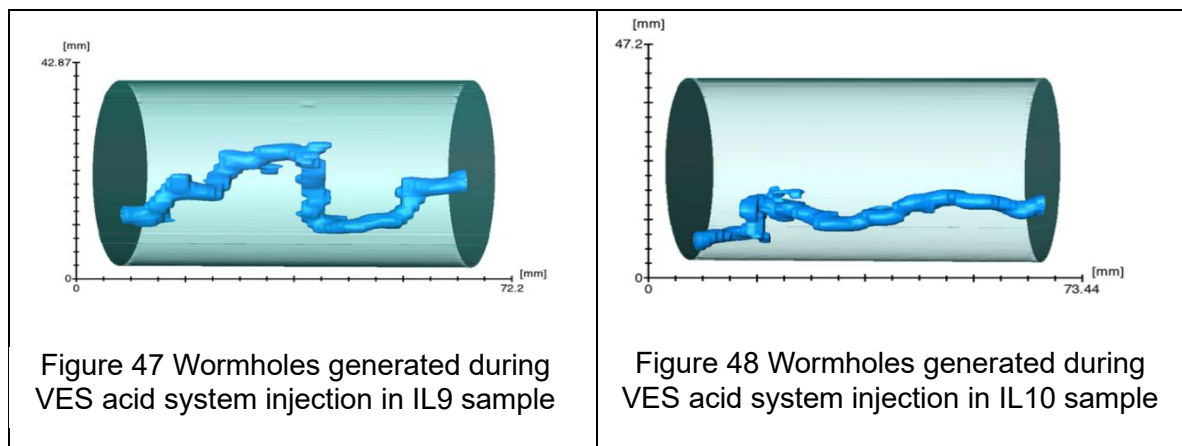 [mm]
42.87
0
0
[mm]
72.2
Figure 47 Wormholes generated during
VES acid system injection in IL9 sample
[mm]
47.2
0
0
[mm]
73.44
Figure 48 Wormholes generated during
VES acid system injection in IL10 sample